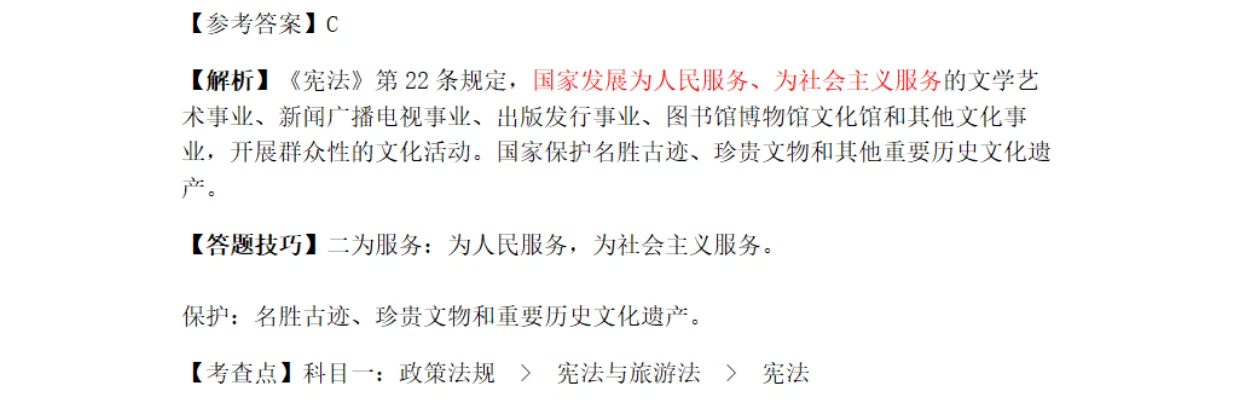 【参考答案】C
【解析】《宪法》第 22 条规定，国家发展为人民服务、为社会主义服务的文学艺
术事业、新闻广播电视事业、出版发行事业、图书馆博物馆文化馆和其他文化事
业，开展群众性的文化活动。国家保护名胜古迹、珍贵文物和其他重要历史文化遗
产。
【答题技巧】二为服务：为人民服务，为社会主义服务。
保护：名胜古迹、珍贵文物和重要历史文化遗产。
【考查点】科目一：政策法规 > 宪法与旅游法 > 宪法